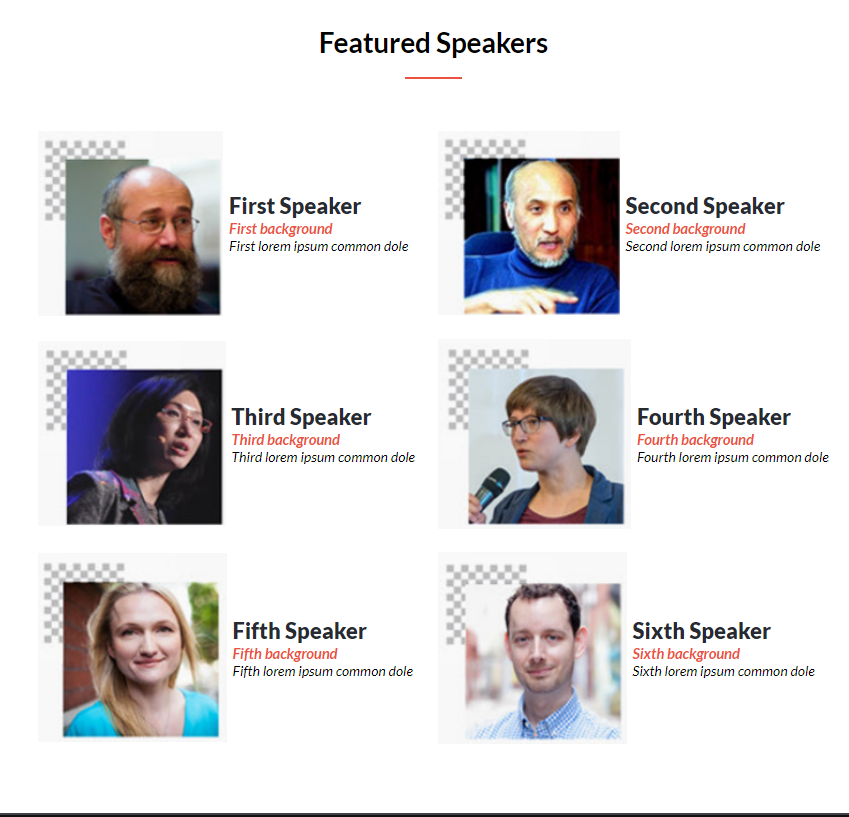 Featured Speakers
First Speaker
First background
First lorem ipsum common dole
Second Speaker
Second background
Second lorem ipsum common dole
Third Speaker
Third background
Third lorem ipsum common dole
Fourth Speaker
Fourth background
Fourth lorem ipsum common dole
Fifth Speaker
Fifth background
Fifth lorem ipsum common dole
Sixth Speaker
Sixth background
Sixth lorem ipsum common dole